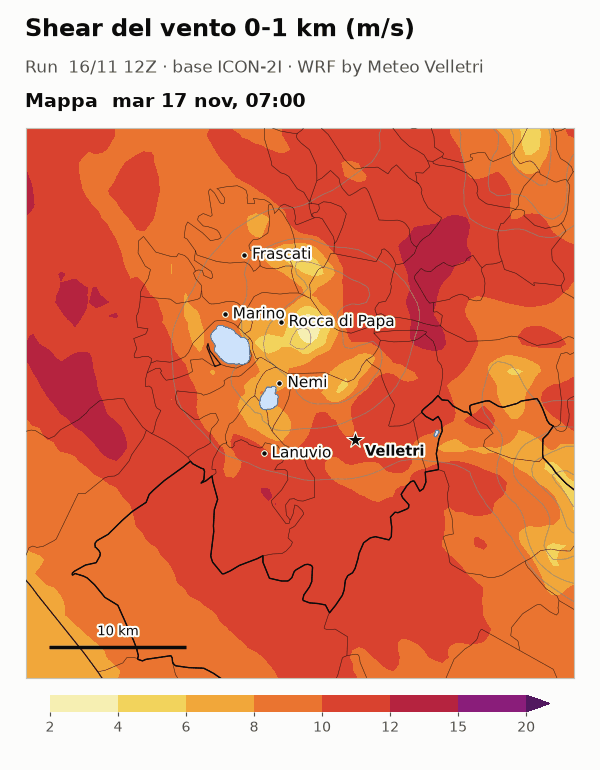 Shear del vento 0-1 km (m/s)
Run  16/11 12Z · base ICON-2I · WRF by Meteo Velletri
Mappa  mar 17 nov, 07:00
Frascati
Marino
Rocca di Papa
Nemi
Velletri
Lanuvio
10 km
2 4 6 8 10 12 15 20